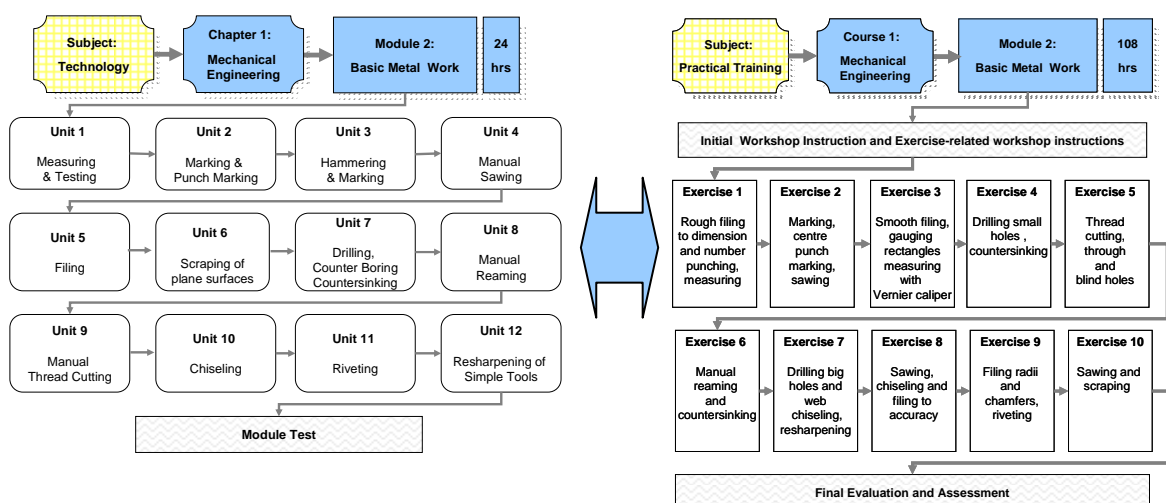 Subject:
Technology
Chapter 1:
Mechanical
Engineering
Module 2:
Basic Metal Work
24
hrs
Unit 1
Measuring
& Testing
Unit 2
Marking &
Punch Marking
Unit 3
Hammering
& Marking
Unit 4
Manual
Sawing
Unit 5
Filing
Unit 6
Scraping of
plane surfaces
Unit 7
Drilling,
Counter Boring
Countersinking
Unit 8
Manual
Reaming
Unit 9
Manual
Thread Cutting
Unit 10
Chiseling
Unit 11
Riveting
Unit 12
Resharpening of
Simple Tools
Module Test
Subject:
Practical Training
Course 1:
Mechanical
Engineering
Module 2:
Basic Metal Work
108
hrs
Initial Workshop Instruction and Exercise-related workshop instructions
Exercise 1
Rough filing
to dimension
and number
punching,
measuring
Exercise 2
Marking,
centre
punch
marking,
sawing
Exercise 3
Smooth filing,
gauging
rectangles
measuring
with
Vernier caliper
Exercise 4
Drilling small
holes ,
countersinking
Exercise 5
Thread
cutting,
through
and
blind holes
Exercise 6
Manual
reaming
and
countersinking
Exercise 7
Drilling big
holes and
web
chiseling,
resharpening
Exercise 8
Sawing,
chiseling and
filing to
accuracy
Exercise 9
Filing radii
and
chamfers,
riveting
Exercise 10
Sawing and
scraping
Final Evaluation and Assessment